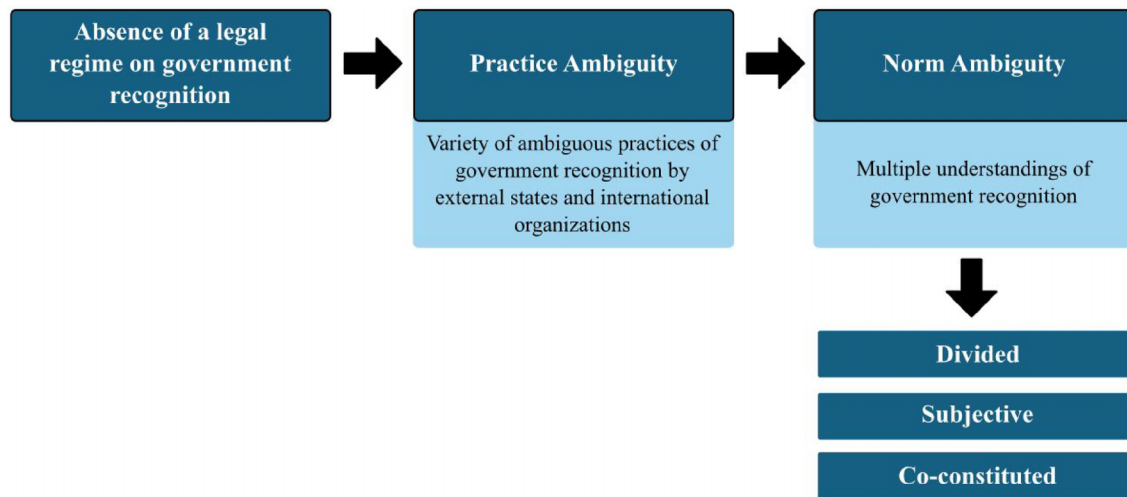 Absence of a legal
regime on government
recognition
Practice Ambiguity
Variety of ambiguous practices of
government recognition by
external states and international
organizations
Norm Ambiguity
Multiple understandings of
government recognition
Divided
Subjective
Co-constituted